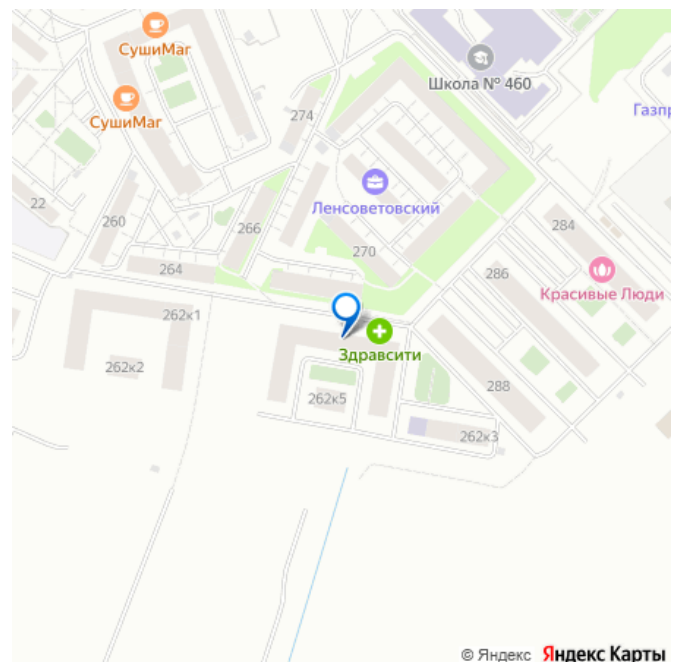 СушиМаг
Школа № 460
СушиМаг
274
Газпр
Ленсоветовский
22
260
266
284
270
264
286
Красивые Люди
262к1
Здравсити
262к2
288
262к5
262к3
© Яндекс Яндекс Карты